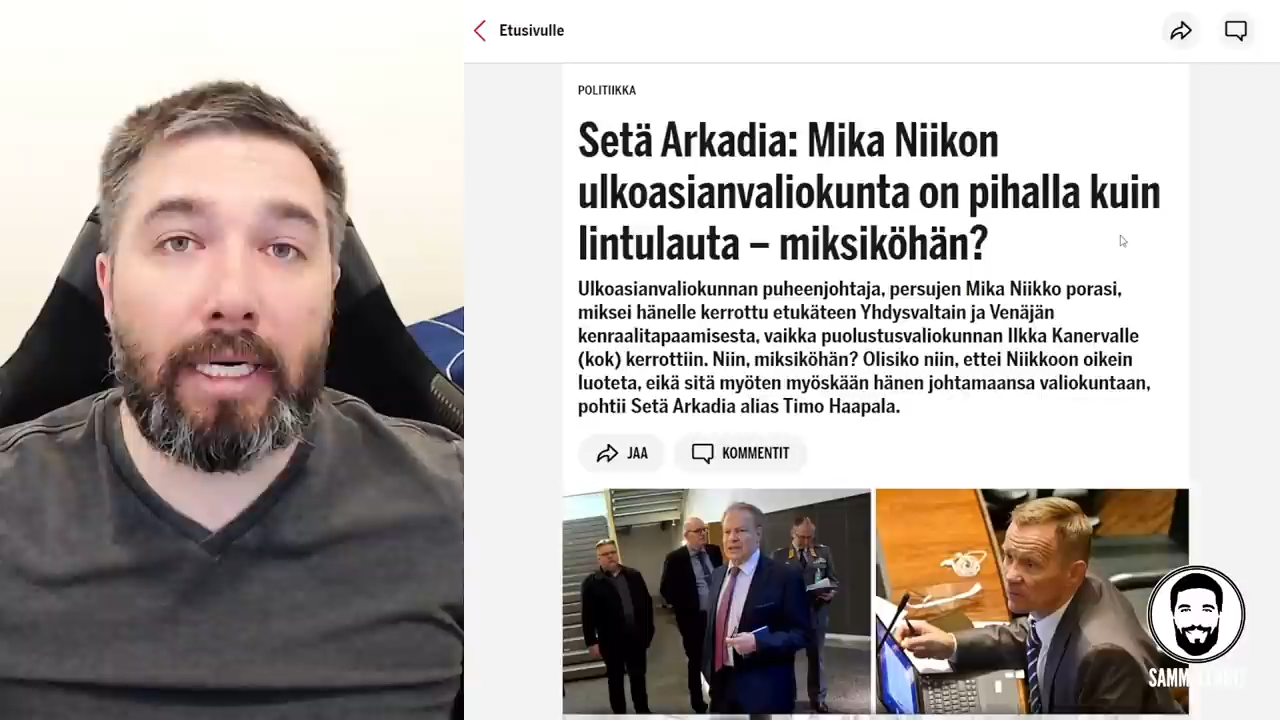 Etusivulle
POLITIIKKA
Setä Arkadia: Mika Niikon
ulkoasianvaliokunta on pihalla kuin
lintulauta – miksiköhän?
Ulkoasianvaliokunnan puheenjohtaja, persujen Mika Niikko porasi,
miksei hänelle kerrottu etukäteen Yhdysvaltain ja Venäjän
kenraalitapaamisesta, vaikka puolustusvaliokunnan Ilkka Kanervalle
(kok) kerrottiin. Niin, miksiköhän? Olisiko niin, ettei Niikkoon oikein
luoteta, eikä sitä myöten myöskään hänen johtamaansa valiokuntaan,
pohtii Setä Arkadia alias Timo Haapala.
JAA
KOMMENTIT